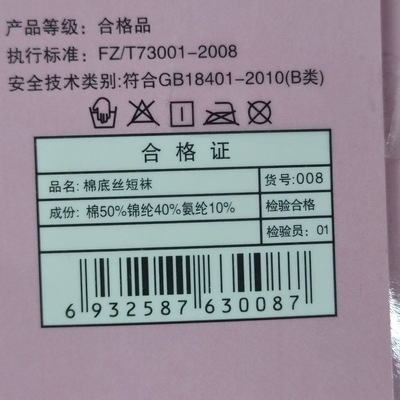 产品等级：合格品
执行标准：FZ/T73001-2008
安全技术类别:符合GB18401-2010(B类)
合格证
品名：棉底丝短袜 货号：008
成份：棉50%锦纶40%氨纶10% 检验合格
检验员：01
6 932587 630087